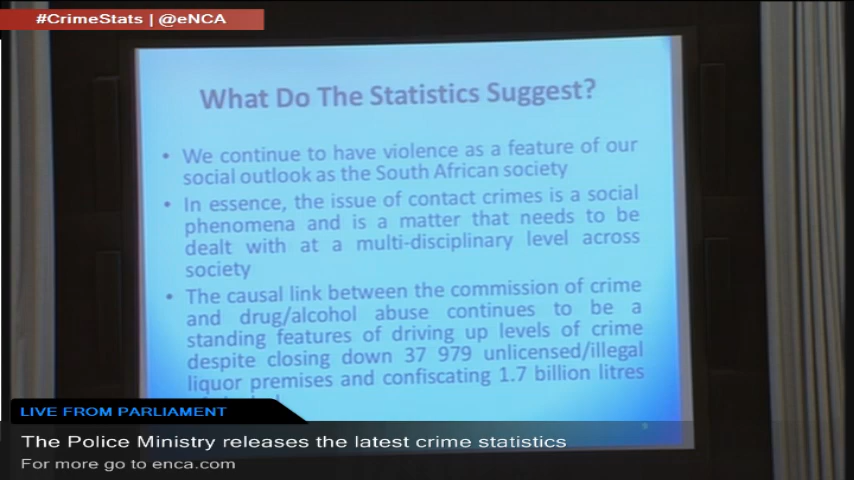 #CrimeStats | @eNCA
What Do The Statistics Suggest?
• We continue to have violence as a feature of our
social outlook as the South African society
• In essence, the issue of contact crimes is a social
phenomena and is a matter that needs to be
dealt with at a multi-disciplinary level across
society
• The causal link between the commission of crime
and drug/alcohol abuse continues to be a
standing features of driving up levels of crime
despite closing down 37 979 unlicensed/illegal
liquor premises and confiscating 1.7 billion litres
LIVE FROM PARLIAMENT
The Police Ministry releases the latest crime statistics
For more go to enca.com